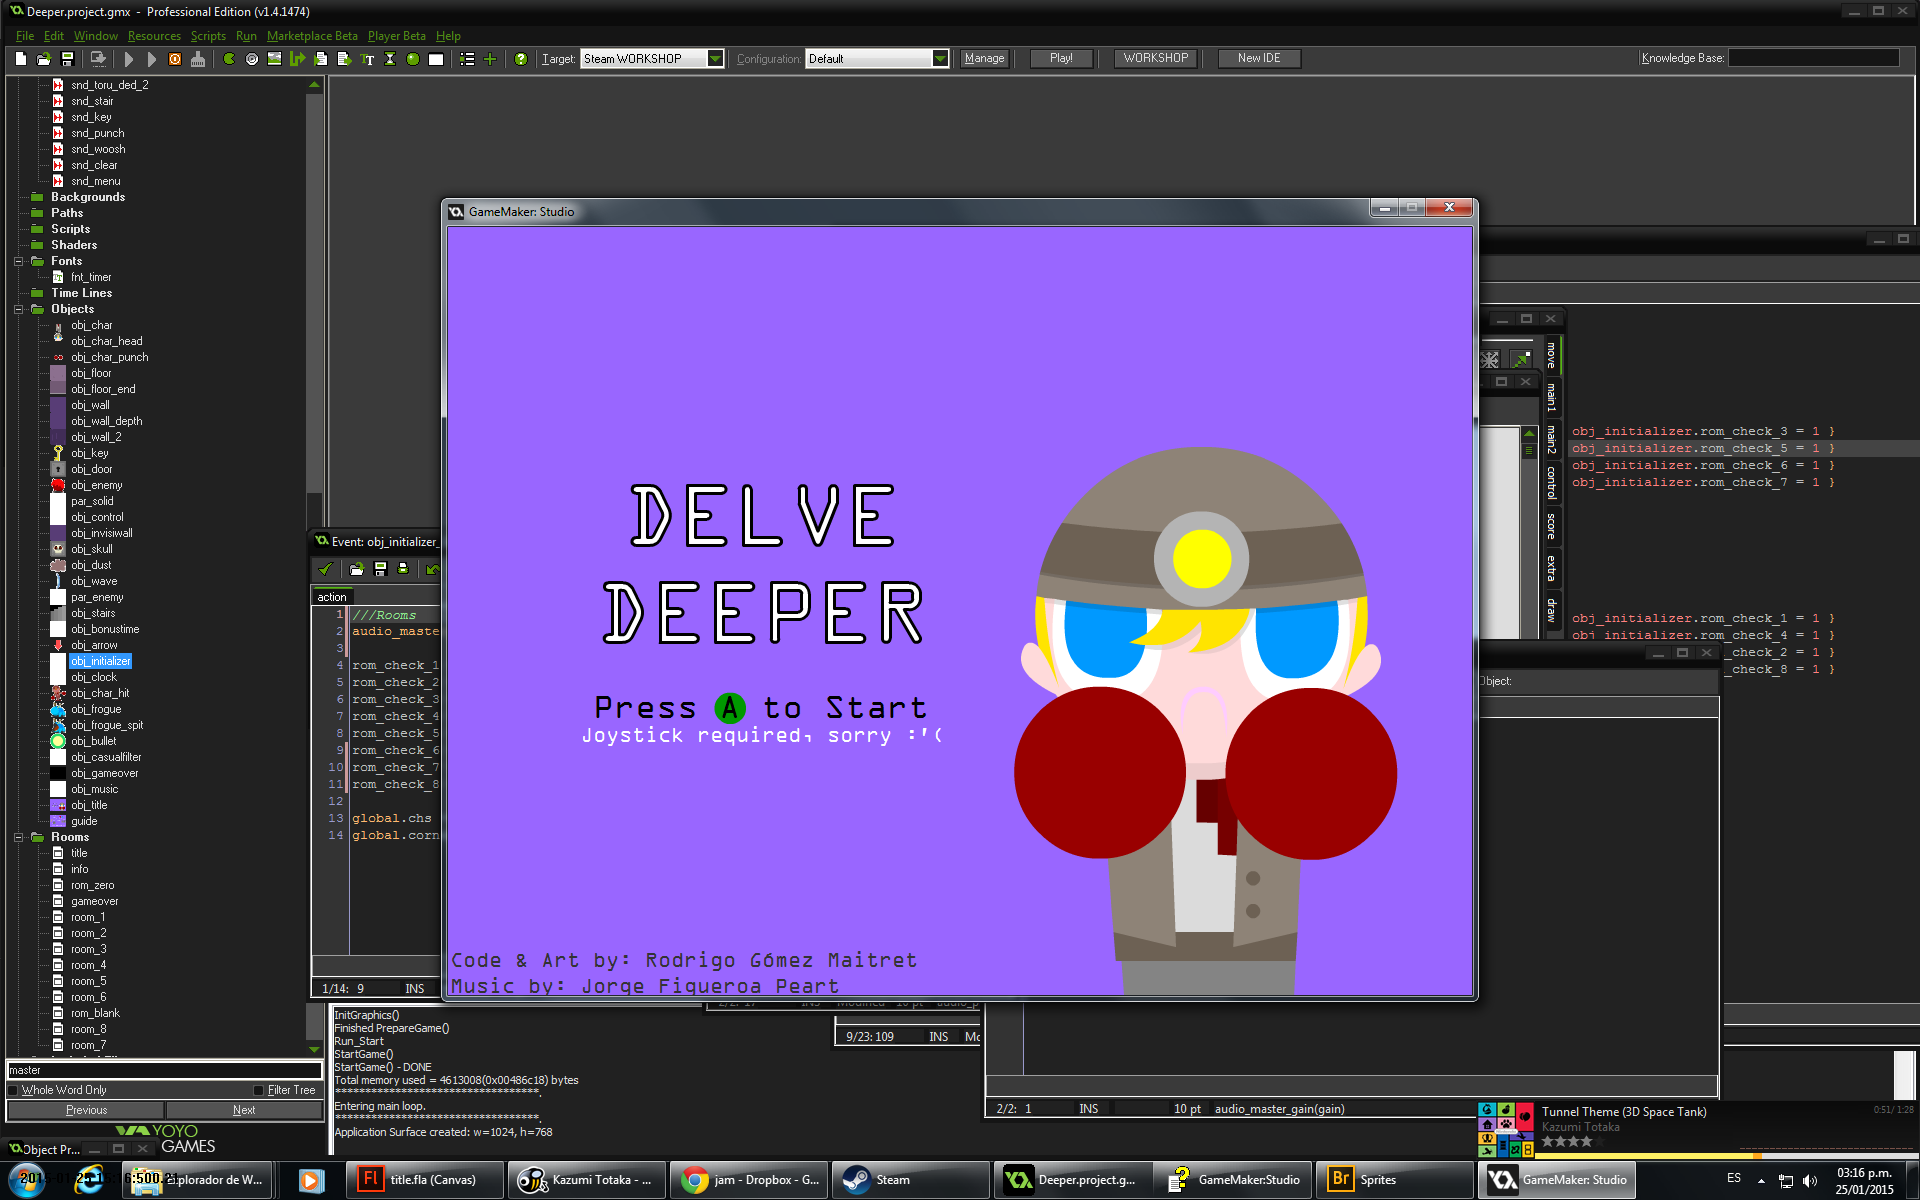 Deeper.project.gmx - Professional Edition (v1.4.1474)
File Edit Window Resources Scripts Run Marketplace Beta Player Beta Help
Target: Steam WORKSHOP Configuration: Default Manage Play! WORKSHOP New IDE Knowledge Base:
snd_toru_ded_2
snd_stair
snd_key
snd_punch
snd_woosh
snd_clear
snd_menu
Backgrounds
Paths
Scripts
Shaders
Fonts
fnt_timer
Time Lines
Objects
obj_char
obj_char_head
obj_char_punch
obj_floor
obj_floor_end
obj_wall
obj_wall_depth
obj_wall_2
obj_key
obj_door
obj_enemy
par_solid
obj_control
obj_invisiwall
obj_skull
obj_dust
obj_wave
par_enemy
obj_stairs
obj_bonustime
obj_arrow
obj_initializer
obj_clock
obj_char_hit
obj_frogue
obj_frogue_spit
obj_bullet
obj_casualfilter
obj_gameover
obj_music
obj_title
guide
Rooms
title
info
rom_zero
gameover
room_1
room_2
room_3
room_4
room_5
room_6
rom_blank
room_8
room_7
master
Whole Word Only Filter Tree
Previous Next
YOYO
GAMES
Object Pr...
Event: obj_initializer
action
1 ///Rooms
2 audio_maste
3
4 rom_check_1
5 rom_check_2
6 rom_check_3
7 rom_check_4
8 rom_check_5
9 rom_check_6
10 rom_check_7
11 rom_check_8
12
13 global.chs
14 global.corn
1/14: 9 INS
GameMaker: Studio
DELVE
DEEPER
Press A to Start
Joystick required, sorry :'(
Code & Art by: Rodrigo Gómez Maitret
Music by: Jorge Figueroa Peart
move
main1
main2
control
score
extra
draw
obj_initializer.rom_check_3 = 1 }
obj_initializer.rom_check_5 = 1 }
obj_initializer.rom_check_6 = 1 }
obj_initializer.rom_check_7 = 1 }
obj_initializer.rom_check_1 = 1 }
obj_initializer.rom_check_4 = 1 }
_check_2 = 1 }
_check_8 = 1 }
Object:
InitGraphics()
Finished PrepareGame()
Run_Start
StartGame()
StartGame() - DONE
Total memory used = 4613008(0x00486c18) bytes
***********************************.
Entering main loop.
***********************************.
Application Surface created: w=1024, h=768
9/23: 109 INS Mo
2/2: 1 INS 10 pt audio_master_gain(gain)
Tunnel Theme (3D Space Tank)
Kazumi Totaka
0:51/ 1:28
Explorador de W...
title.fla (Canvas)
Kazumi Totaka - ...
jam - Dropbox - G...
Steam
Deeper.project.g...
GameMaker:Studio
Sprites
GameMaker: Studio
ES
03:16 p.m.
25/01/2015